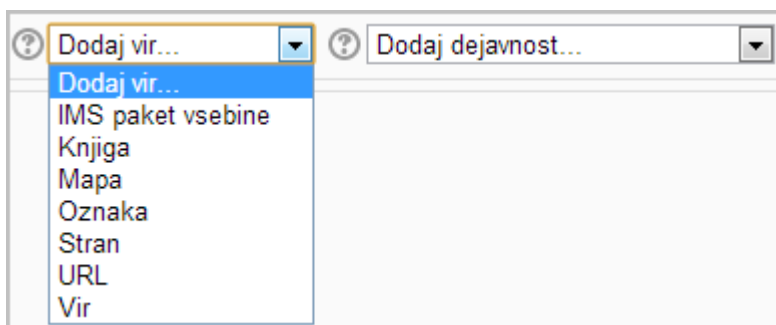 Dodaj vir... Dodaj dejavnost...
Dodaj vir...
IMS paket vsebine
Knjiga
Mapa
Oznaka
Stran
URL
Vir